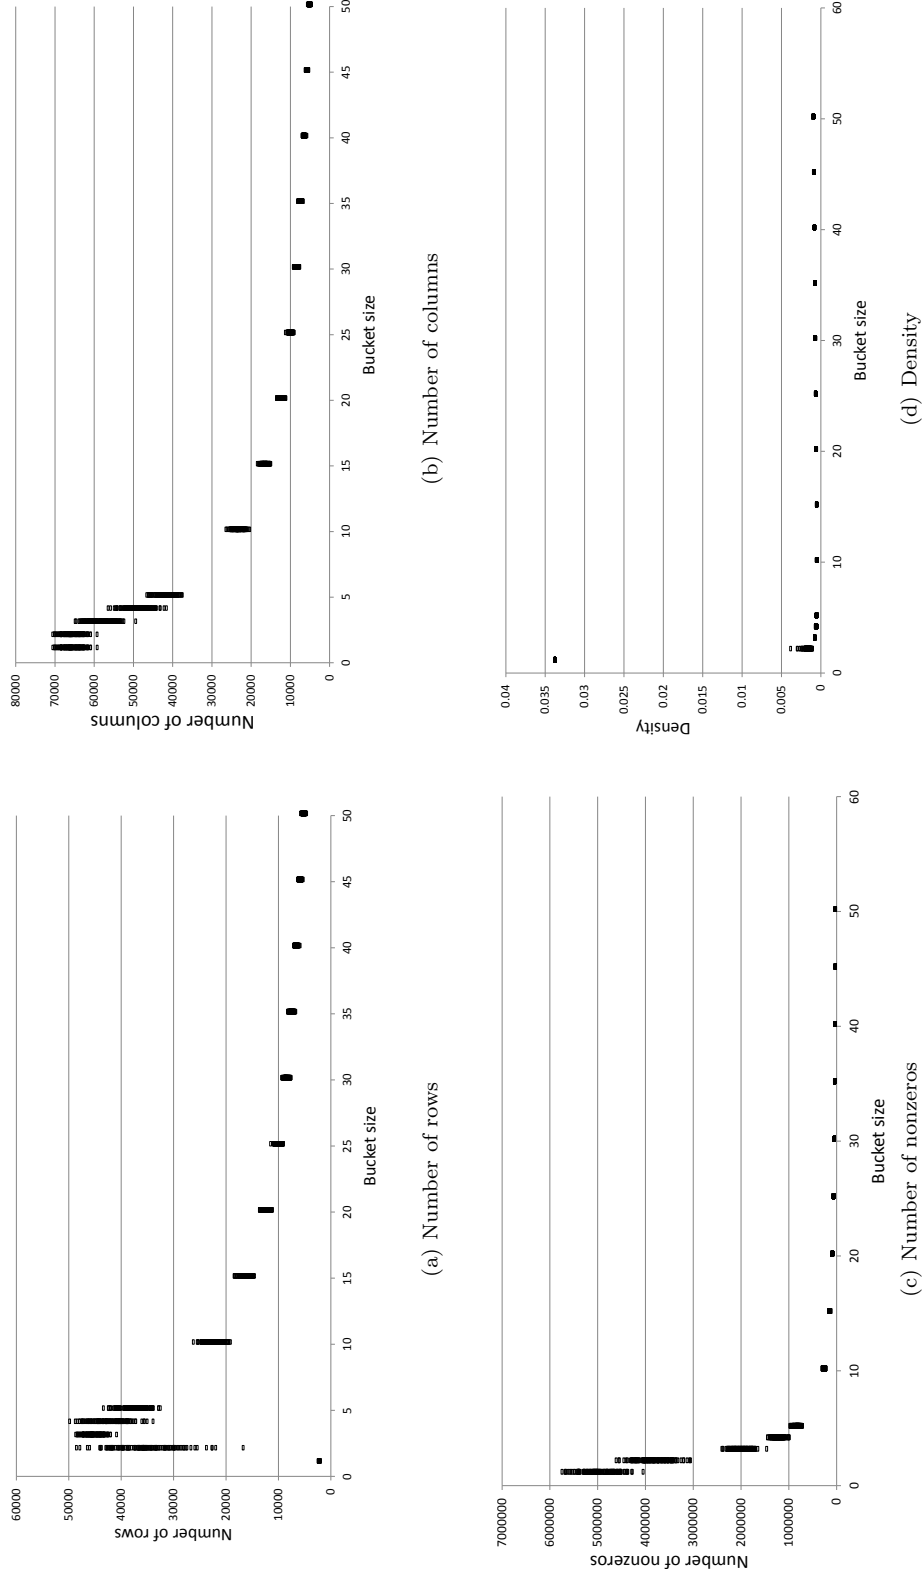 60000
50000
40000
30000
20000
10000
0
Number of rows
0 5 10 15 20 25 30 35 40 45 50
Bucket size
(a) Number of rows
80000
70000
60000
50000
40000
30000
20000
10000
0
Number of columns
0 5 10 15 20 25 30 35 40 45 50
Bucket size
(b) Number of columns
7000000
6000000
5000000
4000000
3000000
2000000
1000000
0
Number of nonzeros
0 10 20 30 40 50 60
Bucket size
(c) Number of nonzeros
0.04
0.035
0.03
0.025
0.02
0.015
0.01
0.005
0
Density
0 10 20 30 40 50 60
Bucket size
(d) Density